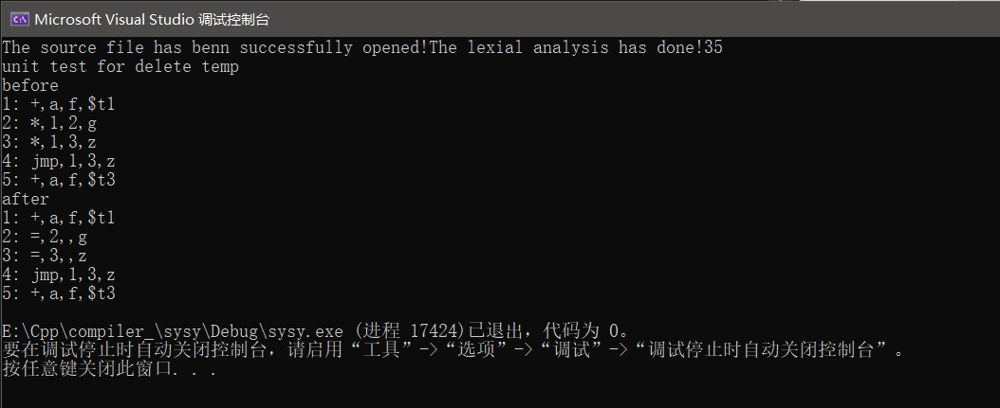 Microsoft Visual Studio 调试控制台
The source file has benn successfully opened!The lexial analysis has done!35
unit test for delete temp
before
1: +,a,f,$t1
2: *,1,2,g
3: *,1,3,z
4: jmp,1,3,z
5: +,a,f,$t3
after
1: +,a,f,$t1
2: =,2,,g
3: =,3,,z
4: jmp,1,3,z
5: +,a,f,$t3
E:\Cpp\compiler_\sysy\Debug\sysy.exe (进程 17424)已退出，代码为 0。
要在调试停止时自动关闭控制台，请启用“工具”->“选项”->“调试”->“调试停止时自动关闭控制台”。
按任意键关闭此窗口. . .